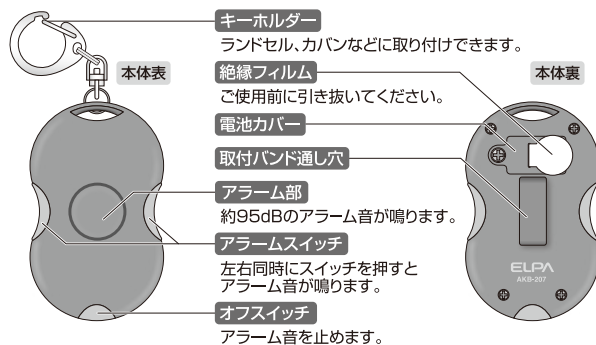 キーホルダー
ランドセル、カバンなどに取り付けできます。
本体表
絶縁フィルム
本体裏
ご使用前に引き抜いてください。
電池カバー
取付バンド通し穴
アラーム部
約95dBのアラーム音が鳴ります。
アラームスイッチ
左右同時にスイッチを押すと
アラーム音が鳴ります。
ELPA
AKB-207
オフスイッチ
アラーム音を止めます。